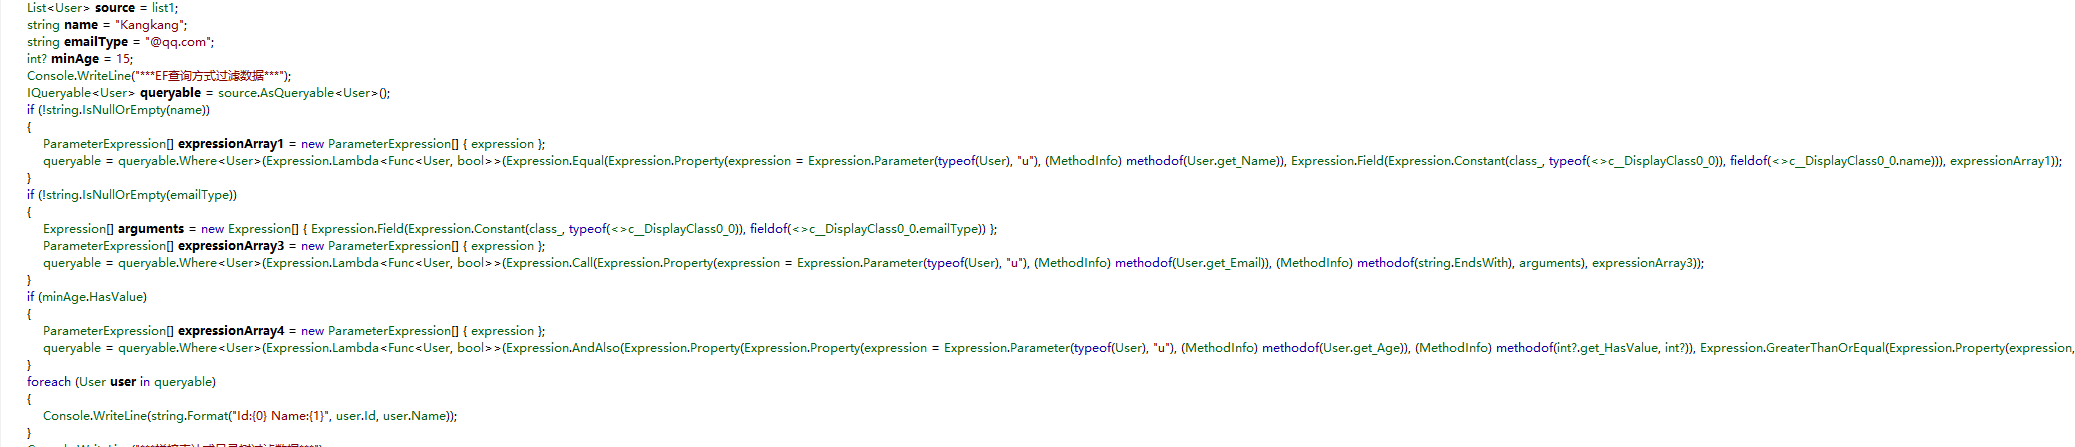 List<User> source = list1;
string name = "Kangkang";
string emailType = "@qq.com";
int? minAge = 15;
Console.WriteLine("***EF查询方式过滤数据***");
IQueryable<User> queryable = source.AsQueryable<User>();
if (!string.IsNullOrEmpty(name))
{
ParameterExpression[] expressionArray1 = new ParameterExpression[] { expression };
queryable = queryable.Where<User>(Expression.Lambda<Func<User, bool>>(Expression.Equal(Expression.Property(expression = Expression.Parameter(typeof(User), "u"), (MethodInfo) methodof(User.get_Name)), Expression.Field(Expression.Constant(class_, typeof(<>c__DisplayClass0_0)), fieldof(<>c__DisplayClass0_0.name))), expressionArray1));
}
if (!string.IsNullOrEmpty(emailType))
{
Expression[] arguments = new Expression[] { Expression.Field(Expression.Constant(class_, typeof(<>c__DisplayClass0_0)), fieldof(<>c__DisplayClass0_0.emailType)) };
ParameterExpression[] expressionArray3 = new ParameterExpression[] { expression };
queryable = queryable.Where<User>(Expression.Lambda<Func<User, bool>>(Expression.Call(Expression.Property(expression = Expression.Parameter(typeof(User), "u"), (MethodInfo) methodof(User.get_Email)), (MethodInfo) methodof(string.EndsWith), arguments), expressionArray3));
}
if (minAge.HasValue)
{
ParameterExpression[] expressionArray4 = new ParameterExpression[] { expression };
queryable = queryable.Where<User>(Expression.Lambda<Func<User, bool>>(Expression.AndAlso(Expression.Property(Expression.Property(expression = Expression.Parameter(typeof(User), "u"), (MethodInfo) methodof(User.get_Age)), (MethodInfo) methodof(int?.get_HasValue, int?)), Expression.GreaterThanOrEqual(Expression.Property(expression,
}
foreach (User user in queryable)
{
Console.WriteLine(string.Format("Id:{0} Name:{1}", user.Id, user.Name));
}